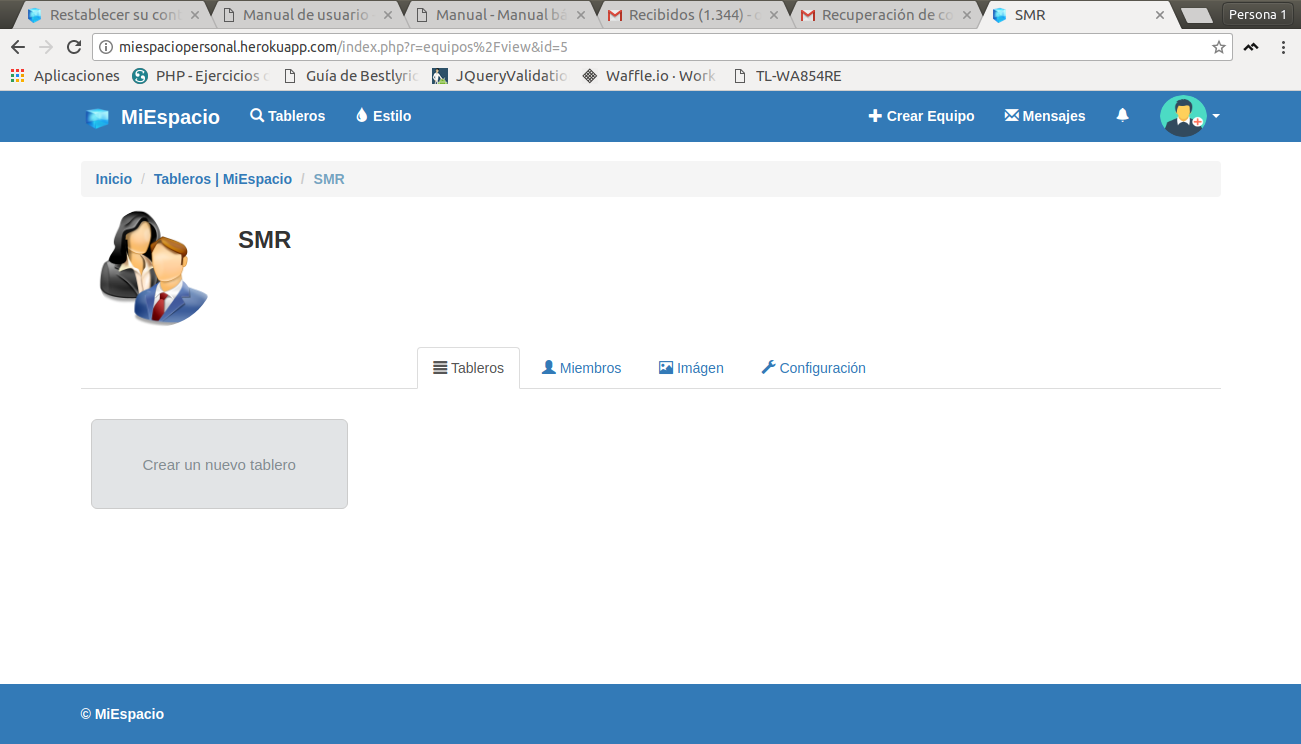 Restablecer su con
Manual de usuario
Manual - Manual bá
Recibidos (1.344) -
Recuperación de co
SMR
Persona 1
miespaciopersonal.herokuapp.com/index.php?r=equipos%2Fview&id=5
Aplicaciones
PHP - Ejercicios
Guía de Bestlyric
JQueryValidatio
Waffle.io · Work
TL-WA854RE
MiEspacio
Tableros
Estilo
Crear Equipo
Mensajes
Inicio / Tableros | MiEspacio / SMR
SMR
Tableros
Miembros
Imágen
Configuración
Crear un nuevo tablero
© MiEspacio